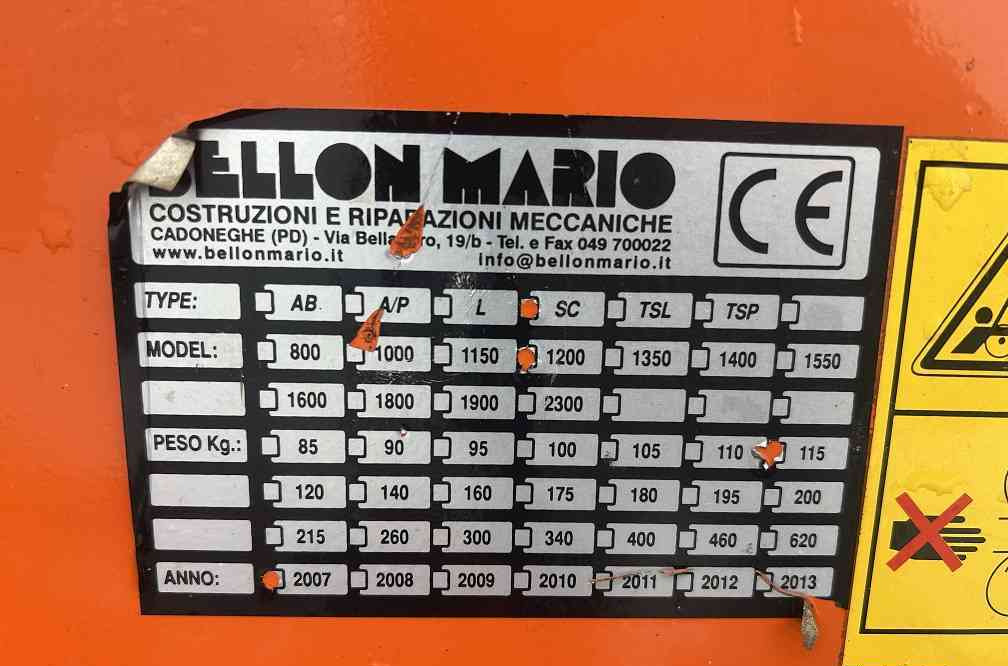 BELLON MARIO CE
COSTRUZIONI E RIPARAZIONI MECCANICHE
CADONEGHE (PD) - Via 19/b - Tel. e Fax 049 700022
www.bellonmario.it info@bellonmario.it
TYPE: AB A/P L SC TSL TSP
MODEL: 800 1000 1150 1200 1350 1400 1550
1600 1800 1900 2300
PESO Kg.: 85 90 95 100 105 110 115
120 140 160 175 180 195 200
215 260 300 340 400 460 620
ANNO: 2007 2008 2009 2010 2011 2012 2013